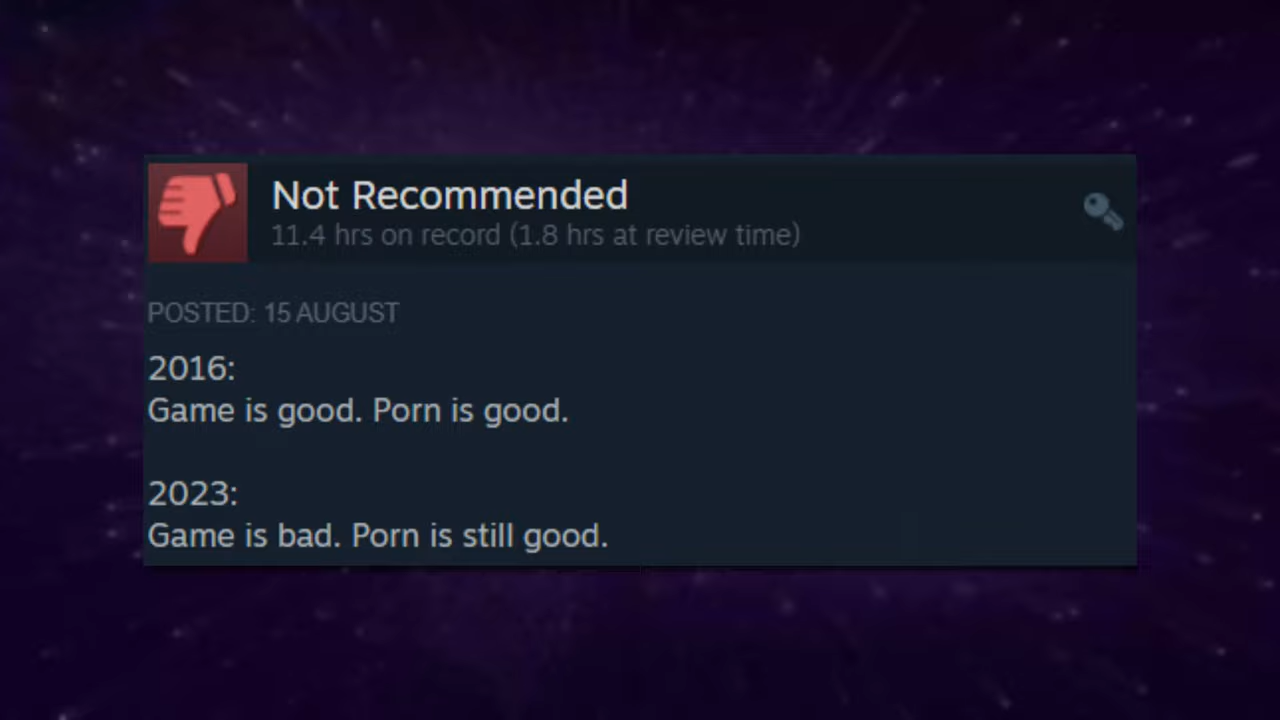 Not Recommended
11.4 hrs on record (1.8 hrs at review time)
POSTED: 15 AUGUST
2016:
Game is good. Porn is good.
2023:
Game is bad. Porn is still good.